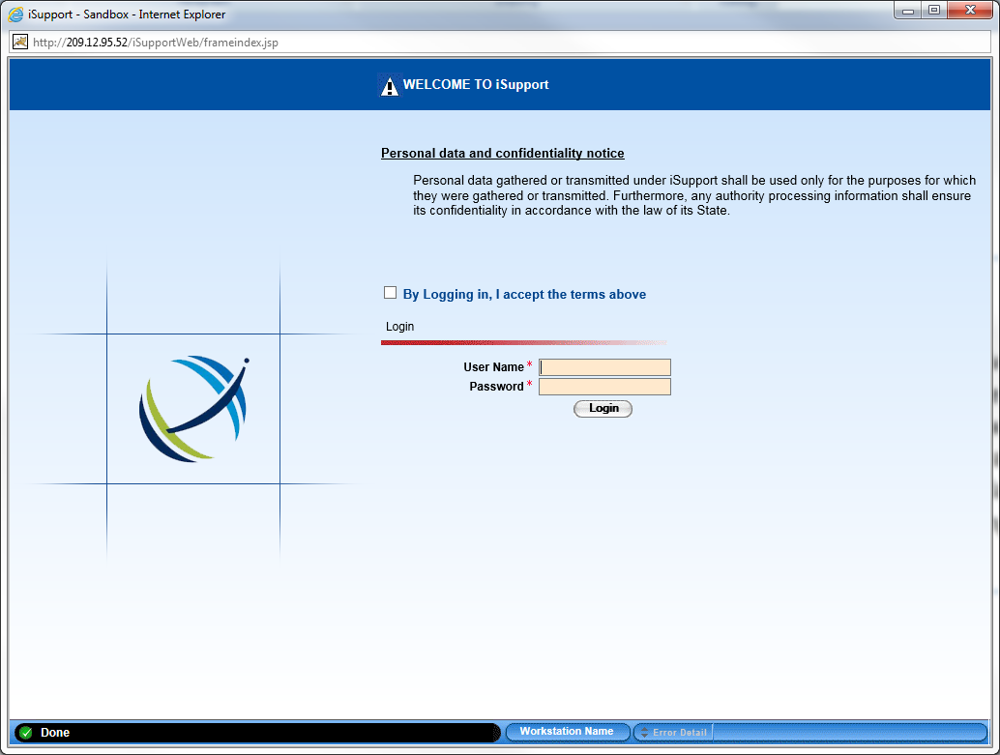 iSupport - Sandbox - Internet Explorer
http://209.12.95.52/iSupportWeb/frameindex.jsp
WELCOME TO iSupport
Personal data and confidentiality notice
Personal data gathered or transmitted under iSupport shall be used only for the purposes for which
they were gathered or transmitted. Furthermore, any authority processing information shall ensure
its confidentiality in accordance with the law of its State.
By Logging in, I accept the terms above
Login
User Name *
Password *
Login
Done
Workstation Name
Error Detail